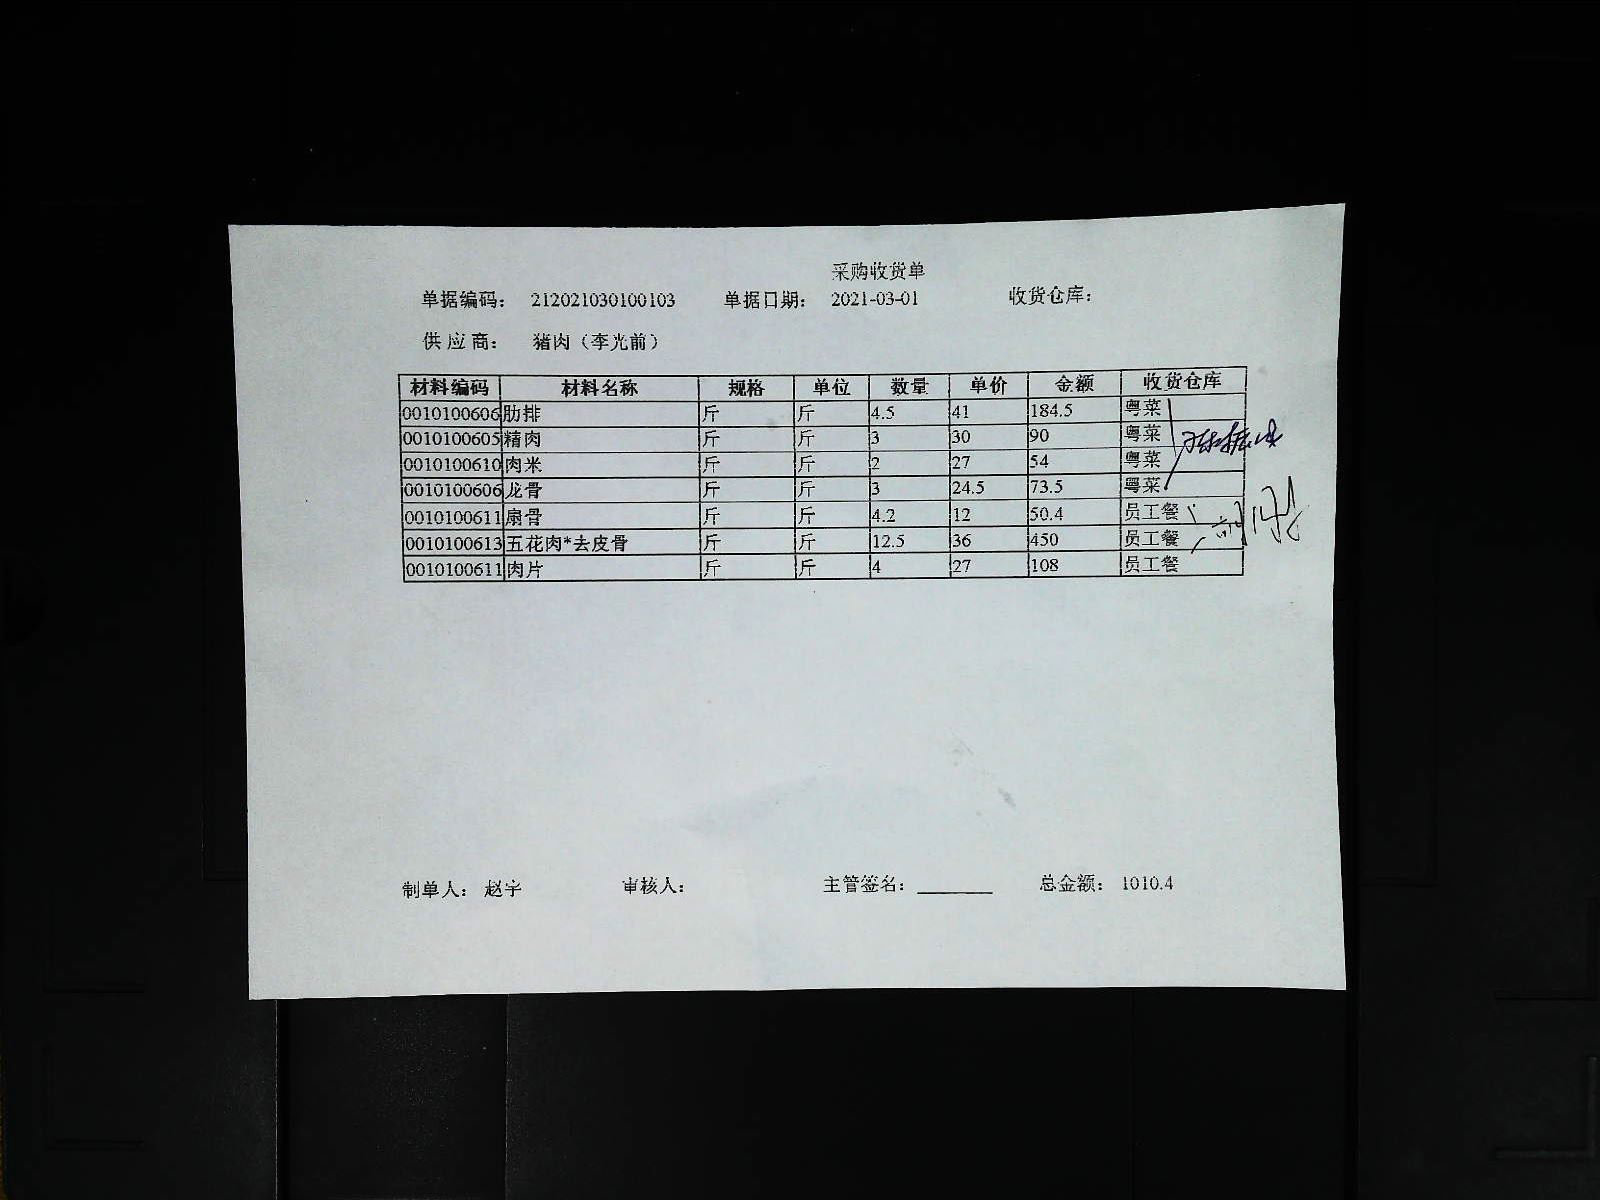 采购收货单
单据编码： 212021030100103 单据日期： 2021-03-01 收货仓库：
供应商： 猪肉（李光前）
材料编码 材料名称 规格 单位 数量 单价 金额 收货仓库
0010100606 肋排 斤 斤 4.5 41 184.5 粤菜
0010100605 精肉 斤 斤 3 30 90 粤菜
0010100610 肉米 斤 斤 2 27 54 粤菜
0010100606 龙骨 斤 斤 3 24.5 73.5 粤菜
0010100611 扇骨 斤 斤 4.2 12 50.4 员工餐
0010100613 五花肉*去皮骨 斤 斤 12.5 36 450 员工餐
0010100611 肉片 斤 斤 4 27 108 员工餐
制单人： 赵宇 审核人： 主管签名： 总金额： 1010.4